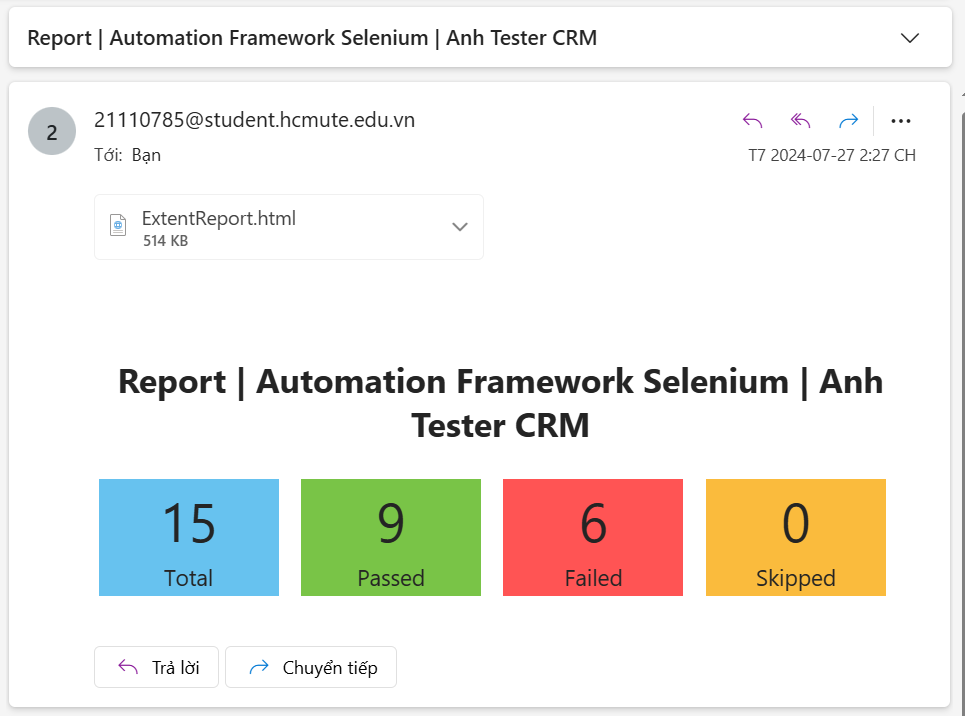 Report | Automation Framework Selenium | Anh Tester CRM
2
21110785@student.hcmute.edu.vn
Tới: Bạn
T7 2024-07-27 2:27 CH
ExtentReport.html
514 KB
Report | Automation Framework Selenium | Anh
Tester CRM
15
Total
9
Passed
6
Failed
0
Skipped
Trả lời
Chuyển tiếp